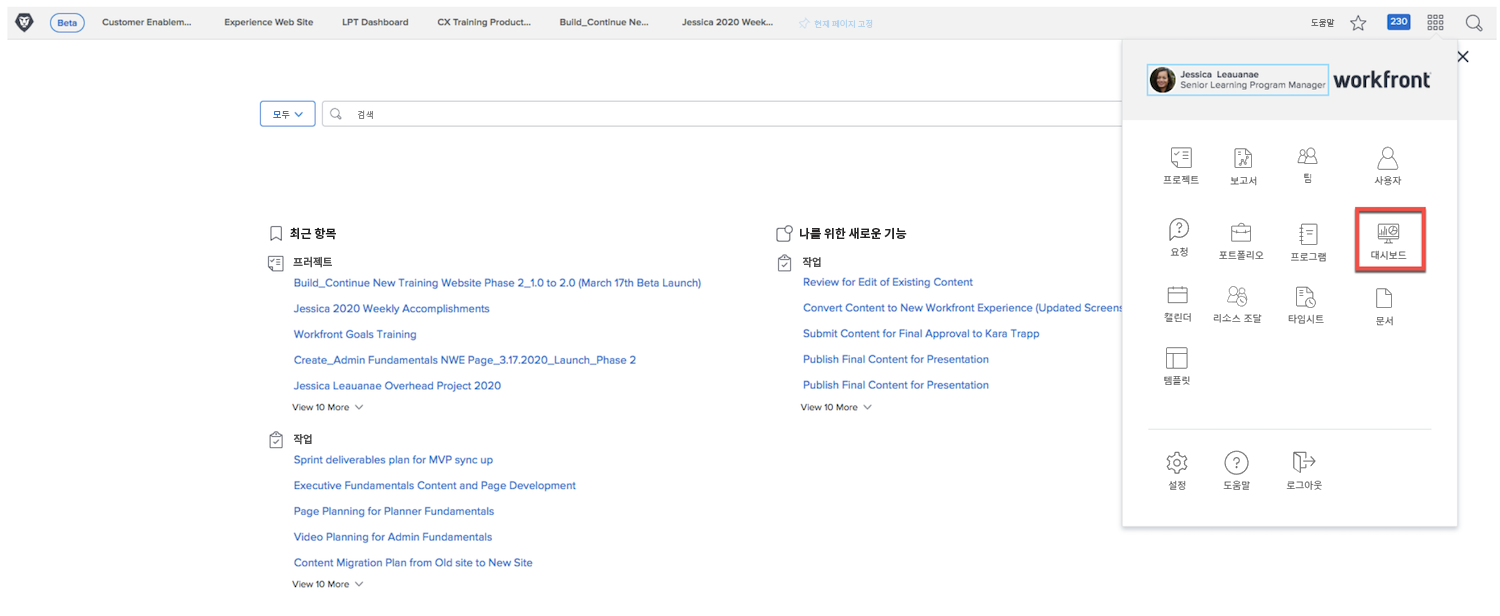 Beta Customer Enablem... Experience Web Site LPT Dashboard CX Training Product... Build_Continue Ne... Jessica 2020 Week... 현재 페이지 고정 도움말 230
Jessica Leauanae
Senior Learning Program Manager
workfront
모두 검색
프로젝트 보고서 팀 사용자
요청 포트폴리오 프로그램 대시보드
캘린더 리소스 조달 타임시트 문서
템플릿
설정 도움말 로그아웃
최근 항목
프러젝트
Build_Continue New Training Website Phase 2_1.0 to 2.0 (March 17th Beta Launch)
Jessica 2020 Weekly Accomplishments
Workfront Goals Training
Create_Admin Fundamentals NWE Page_3.17.2020_Launch_Phase 2
Jessica Leauanae Overhead Project 2020
View 10 More
작업
Sprint deliverables plan for MVP sync up
Executive Fundamentals Content and Page Development
Page Planning for Planner Fundamentals
Video Planning for Admin Fundamentals
Content Migration Plan from Old site to New Site
View 10 More
나를 위한 새로운 기능
작업
Review for Edit of Existing Content
Convert Content to New Workfront Experience (Updated Screens
Submit Content for Final Approval to Kara Trapp
Publish Final Content for Presentation
Publish Final Content for Presentation
View 10 More